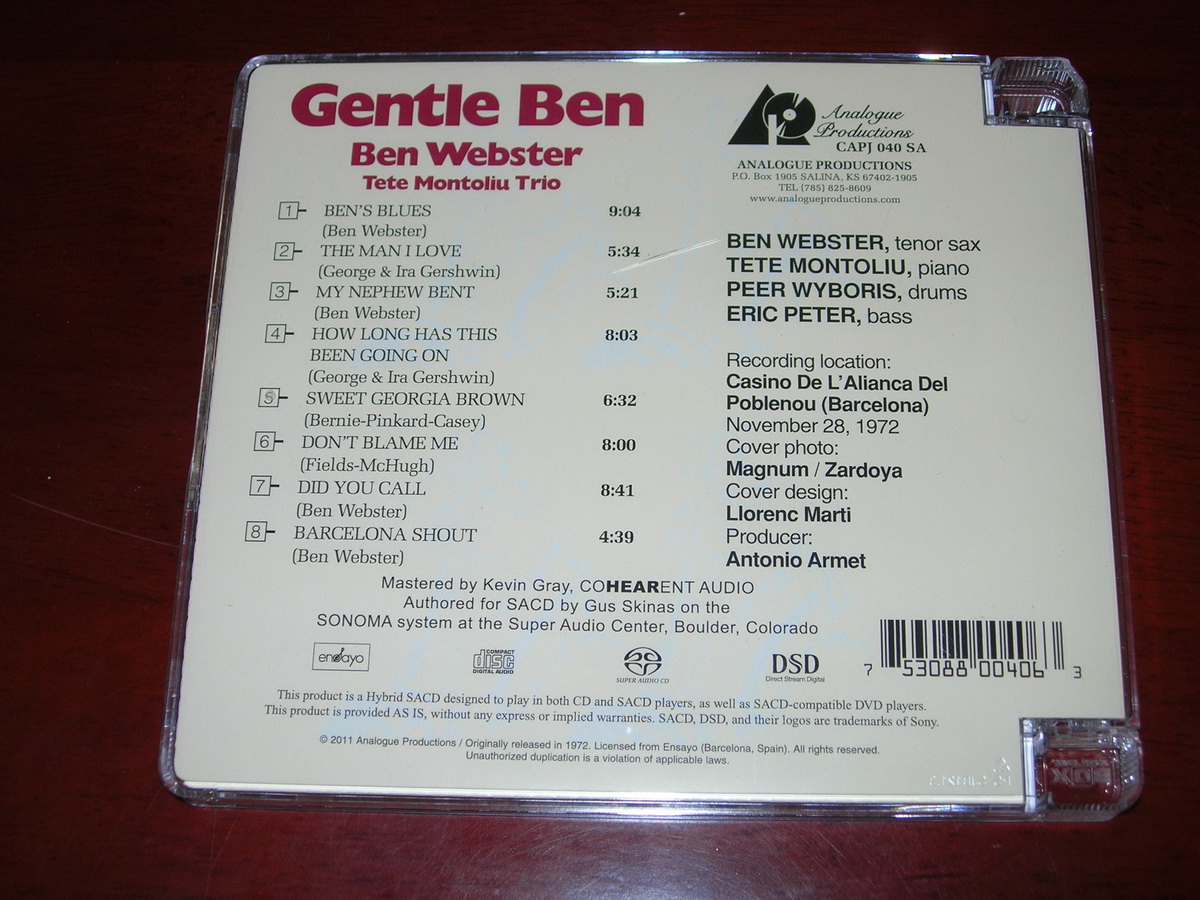 Gentle Ben
Ben Webster
Tete Montoliu Trio
1 BEN'S BLUES 9:04
(Ben Webster)
2 THE MAN I LOVE 5:34
(George & Ira Gershwin)
3 MY NEPHEW BENT 5:21
(Ben Webster)
4 HOW LONG HAS THIS 8:03
BEEN GOING ON
(George & Ira Gershwin)
5 SWEET GEORGIA BROWN 6:32
(Bernie-Pinkard-Casey)
6 DON'T BLAME ME 8:00
(Fields-McHugh)
7 DID YOU CALL 8:41
(Ben Webster)
8 BARCELONA SHOUT 4:39
(Ben Webster)
Analogue
Productions
CAPJ 040 SA
ANALOGUE PRODUCTIONS
P.O. Box 1905 SALINA, KS 67402-1905
TEL (785) 825-8609
www.analogueproductions.com
BEN WEBSTER, tenor sax
TETE MONTOLIU, piano
PEER WYBORIS, drums
ERIC PETER, bass
Recording location:
Casino De L'Alianca Del
Poblenou (Barcelona)
November 28, 1972
Cover photo:
Magnum / Zardoya
Cover design:
Llorenc Marti
Producer:
Antonio Armet
Mastered by Kevin Gray, COHEARENT AUDIO
Authored for SACD by Gus Skinas on the
SONOMA system at the Super Audio Center, Boulder, Colorado
ensayo
COMPACT
disc
DIGITAL AUDIO
SUPER AUDIO CD
DSD
Direct Stream Digital
7 53088 00406 3
This product is a Hybrid SACD designed to play in both CD and SACD players, as well as SACD-compatible DVD players.
This product is provided AS IS, without any express or implied warranties. SACD, DSD, and their logos are trademarks of Sony.
© 2011 Analogue Productions / Originally released in 1972. Licensed from Ensayo (Barcelona, Spain). All rights reserved.
Unauthorized duplication is a violation of applicable laws.